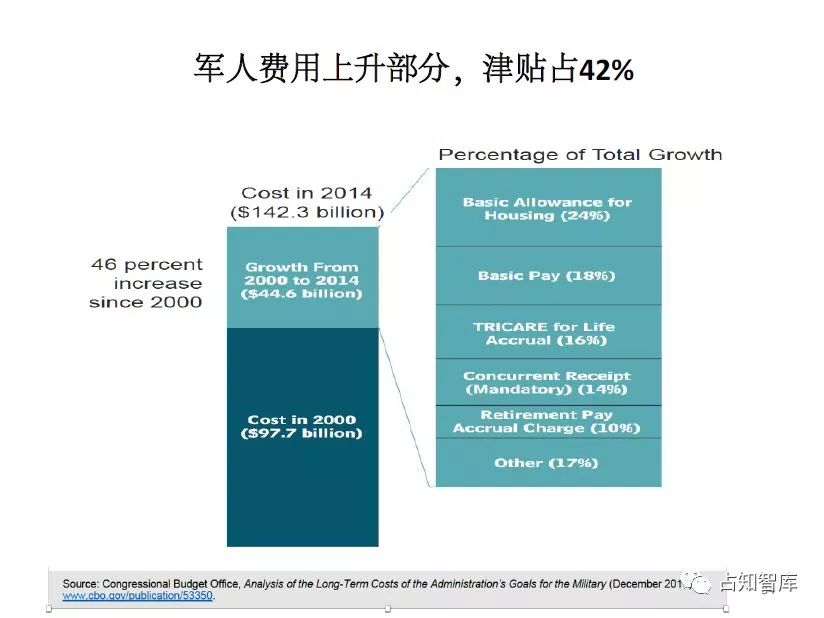 军人费用上升部分，津贴占42%
Percentage of Total Growth
Cost in 2014
($142.3 billion)
46 percent
increase
since 2000
Growth From
2000 to 2014
($44.6 billion)
Cost in 2000
($97.7 billion)
Basic Allowance for
Housing (24%)
Basic Pay (18%)
TRICARE for Life
Accrual (16%)
Concurrent Receipt
(Mandatory) (14%)
Retirement Pay
Accrual Charge (10%)
Other (17%)
Source: Congressional Budget Office, Analysis of the Long-Term Costs of the Administration's Goals for the Military (December
www.cbo.gov/publication/53350.
占知智库